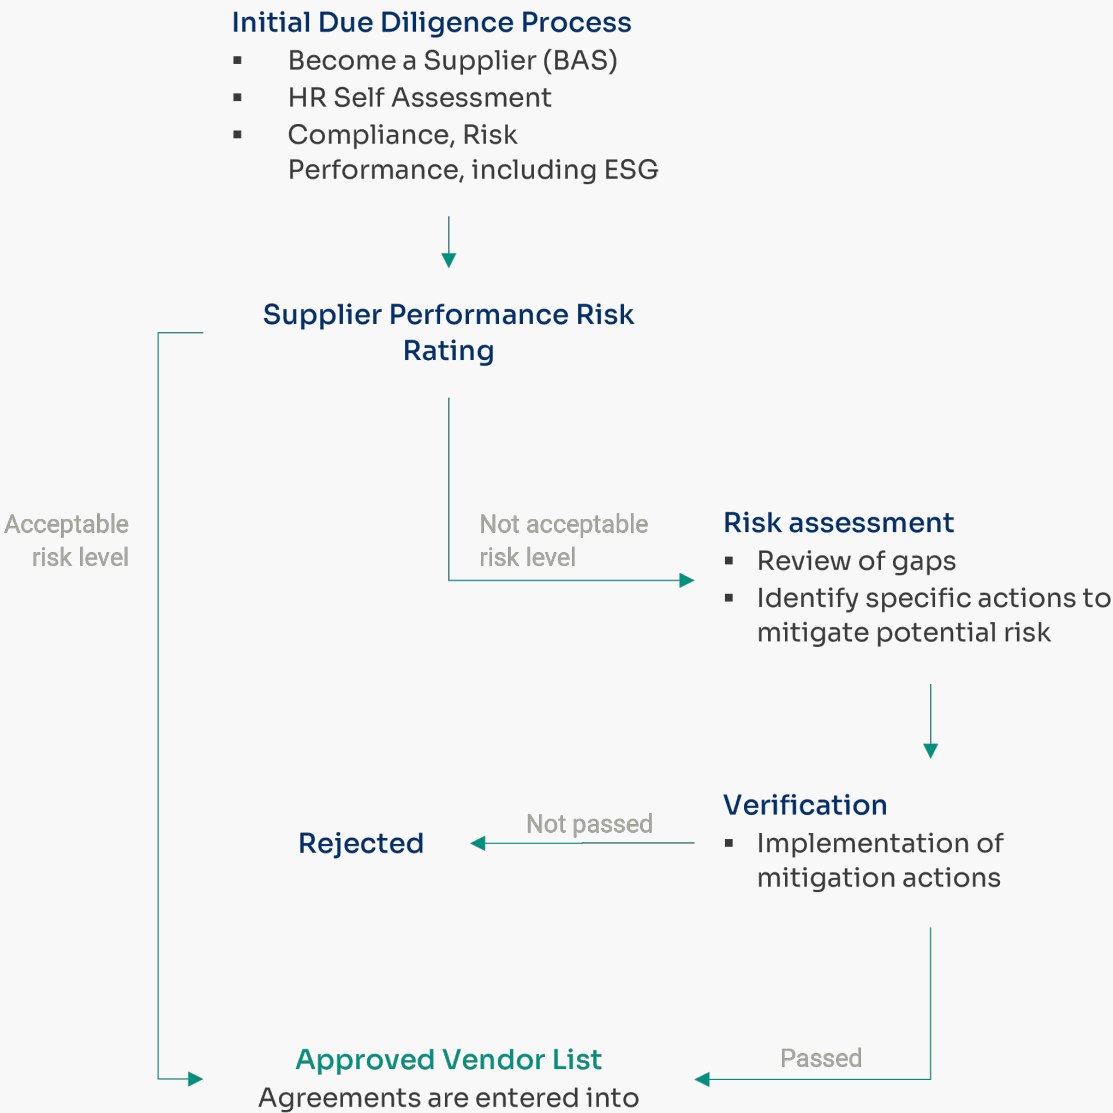 Initial Due Diligence Process
▪ Become a Supplier (BAS)
▪ HR Self Assessment
▪ Compliance, Risk
Performance, including ESG
Supplier Performance Risk
Rating
Acceptable
risk level
Not acceptable
risk level
Risk assessment
▪ Review of gaps
▪ Identify specific actions to
mitigate potential risk
Verification
▪ Implementation of
mitigation actions
Not passed
Rejected
Passed
Approved Vendor List
Agreements are entered into